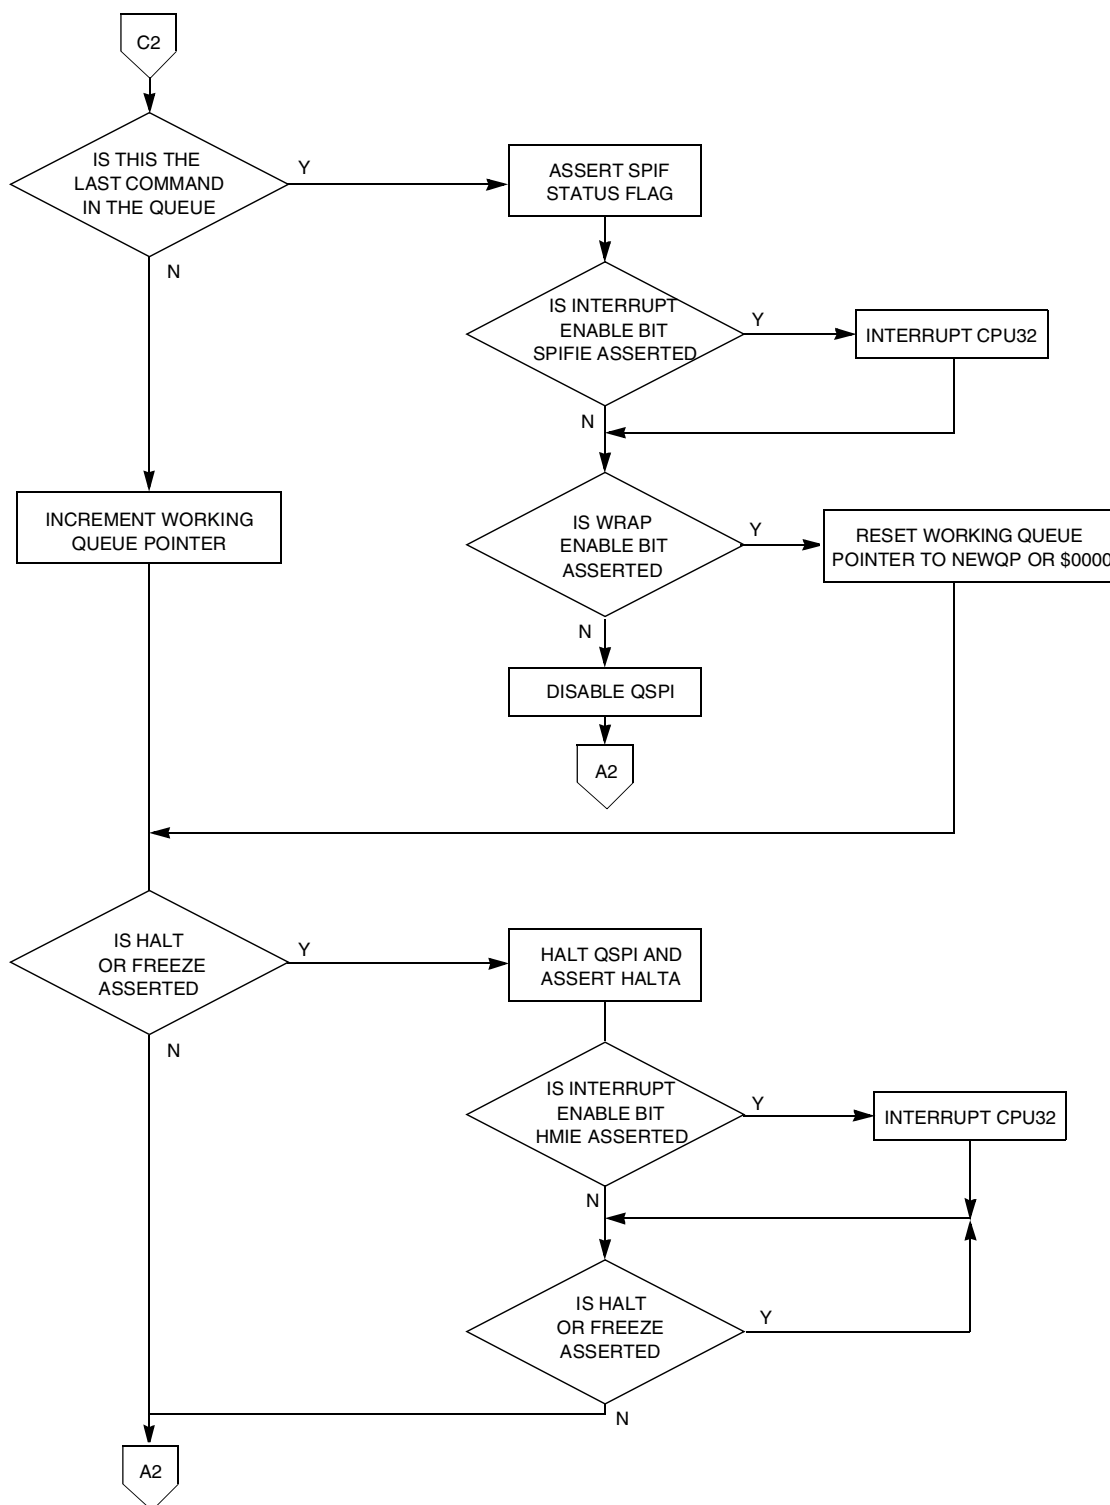 C2
IS THIS THE
LAST COMMAND
IN THE QUEUE
Y
N
ASSERT SPIF
STATUS FLAG
IS INTERRUPT
ENABLE BIT
SPIFIE ASSERTED
Y
N
INTERRUPT CPU32
INCREMENT WORKING
QUEUE POINTER
IS WRAP
ENABLE BIT
ASSERTED
Y
N
RESET WORKING QUEUE
POINTER TO NEWQP OR $0000
DISABLE QSPI
A2
IS HALT
OR FREEZE
ASSERTED
Y
N
HALT QSPI AND
ASSERT HALTA
IS INTERRUPT
ENABLE BIT
HMIE ASSERTED
Y
N
INTERRUPT CPU32
IS HALT
OR FREEZE
ASSERTED
Y
N
A2